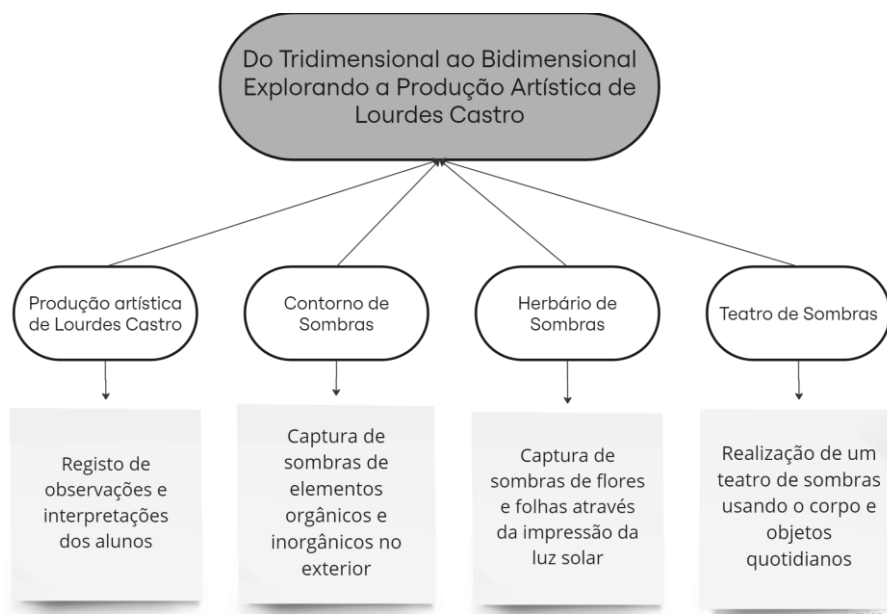 Do Tridimensional ao Bidimensional
Explorando a Produção Artística de
Lourdes Castro
Produção artística
de Lourdes Castro
Contorno de
Sombras
Herbário de
Sombras
Teatro de Sombras
Registo de
observações e
interpretações
dos alunos
Captura de
sombras de
elementos
orgânicos e
inorgânicos no
exterior
Captura de
sombras de flores
e folhas através
da impressão da
luz solar
Realização de um
teatro de sombras
usando o corpo e
objetos
quotidianos